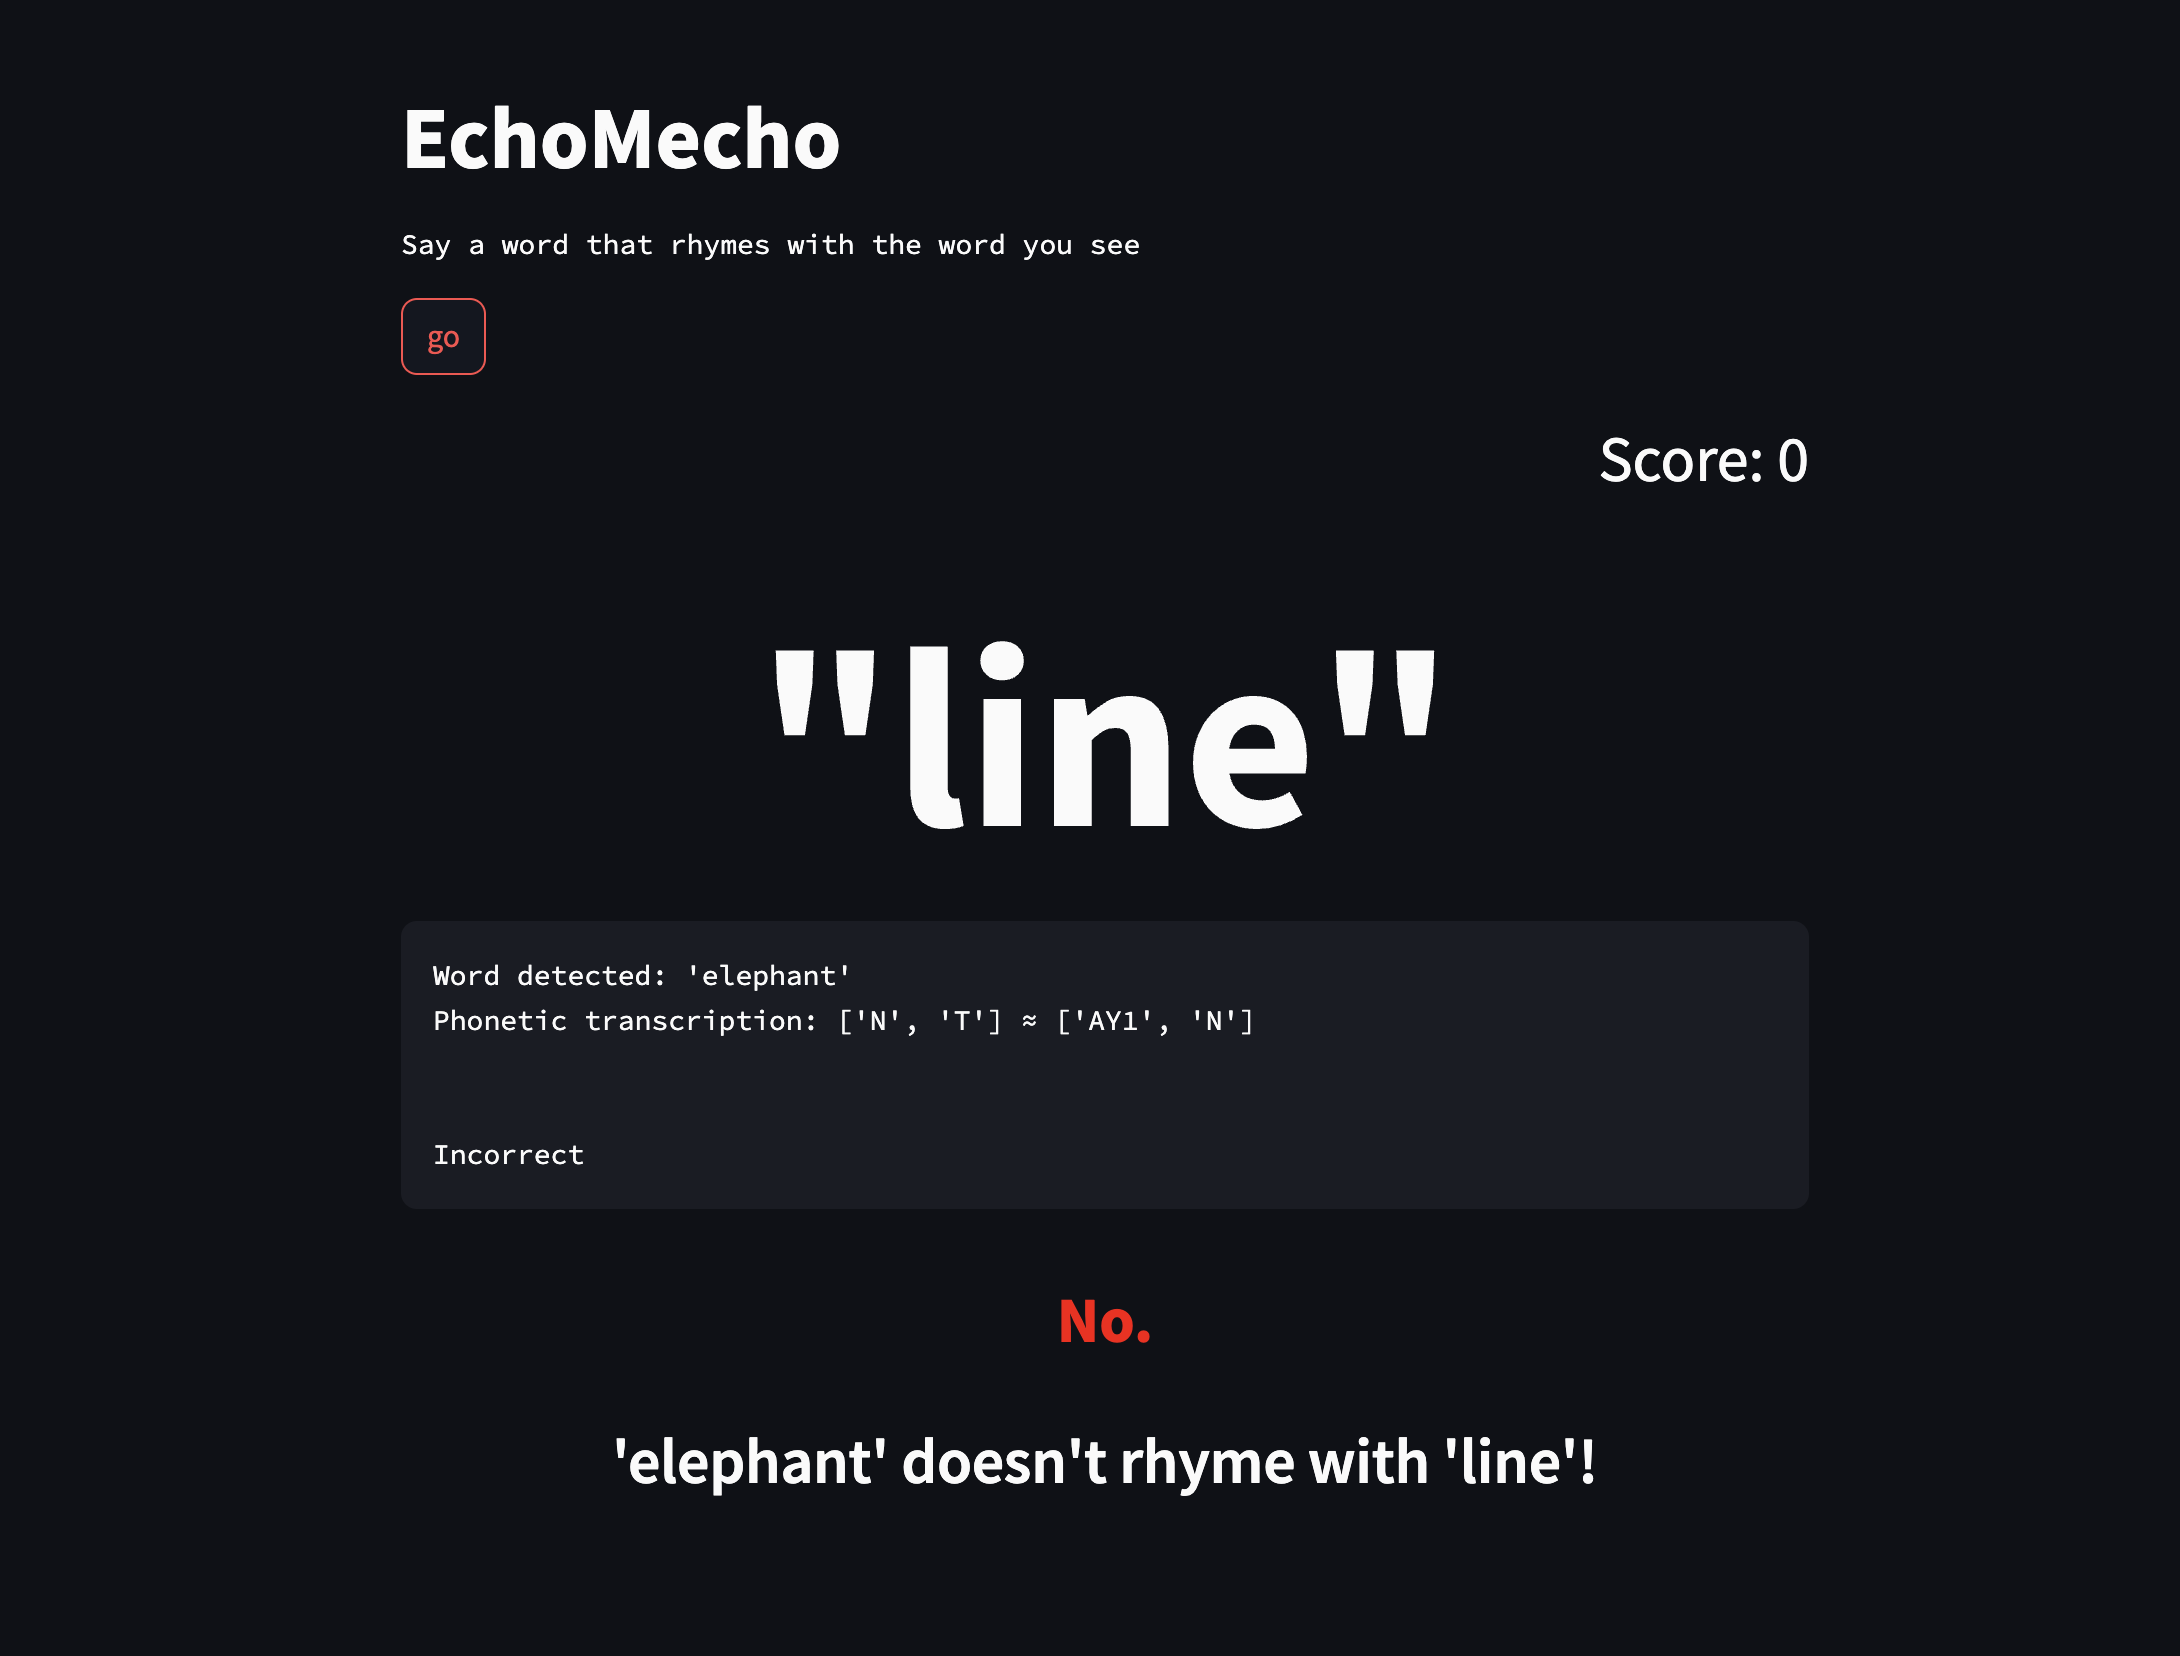 EchoMecho
Say a word that rhymes with the word you see
go
Score: 0
"line"
Word detected: 'elephant'
Phonetic transcription: ['N', 'T'] ≈ ['AY1', 'N']
Incorrect
No.
'elephant' doesn't rhyme with 'line'!